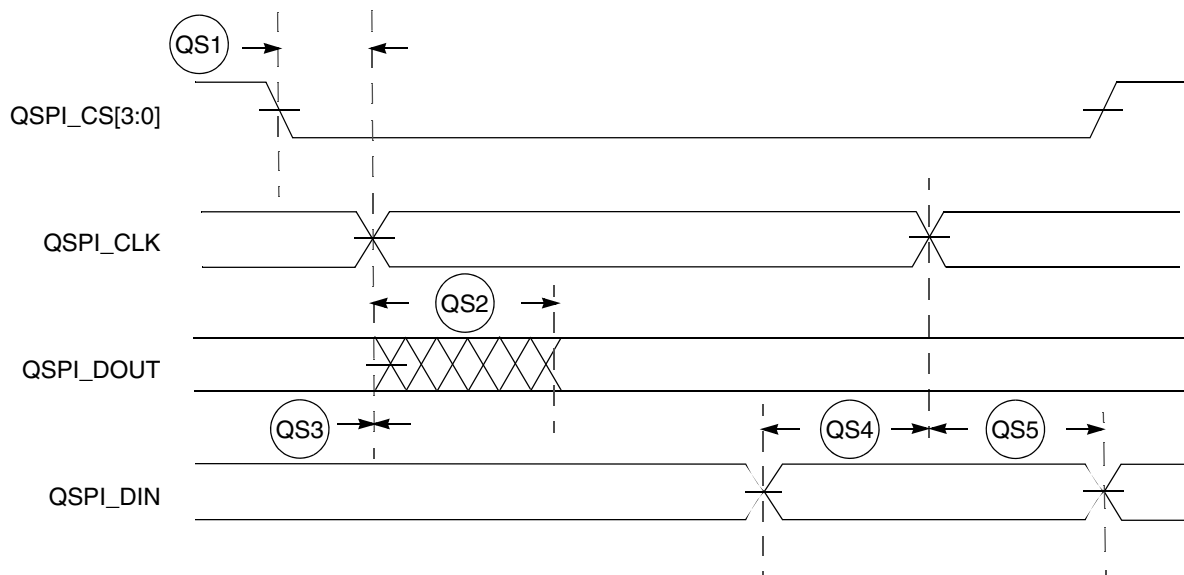 QS1
QSPI_CS[3:0]
QSPI_CLK
QS2
QSPI_DOUT
QS3
QS4
QS5
QSPI_DIN